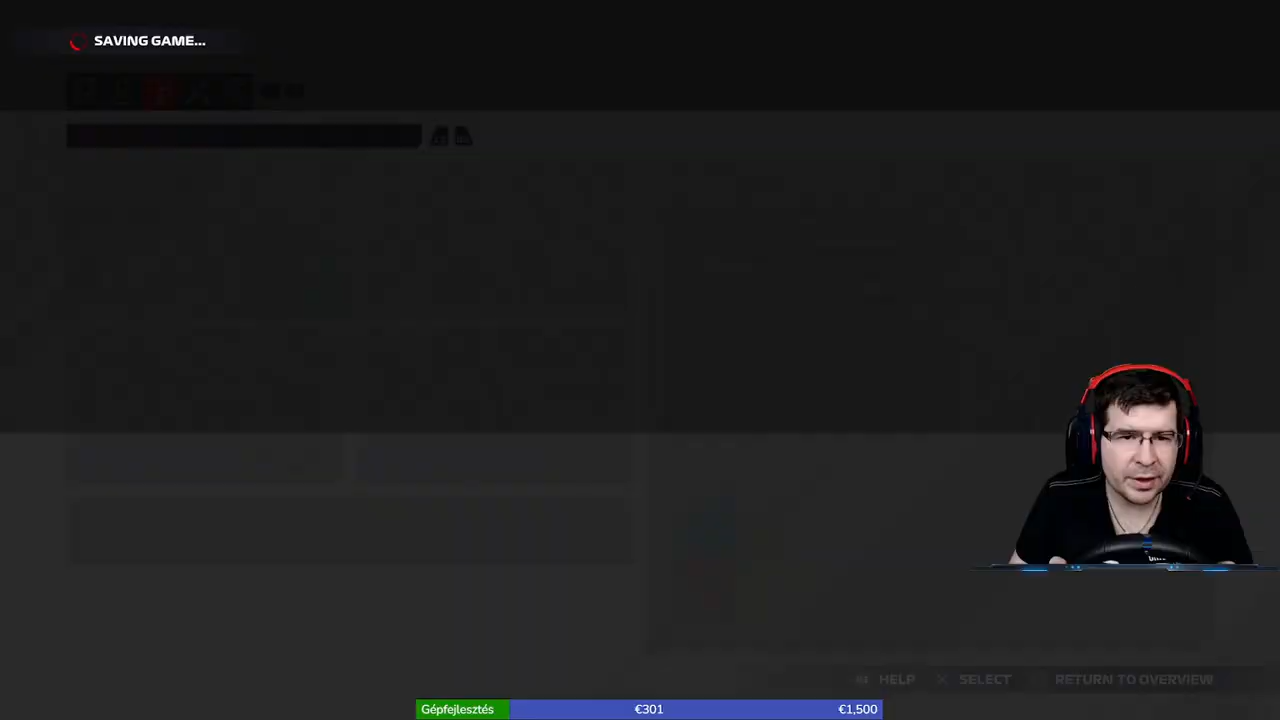 SAVING GAME...
HELP
SELECT
RETURN TO OVERVIEW
Gépfejlesztés €301 €1,500